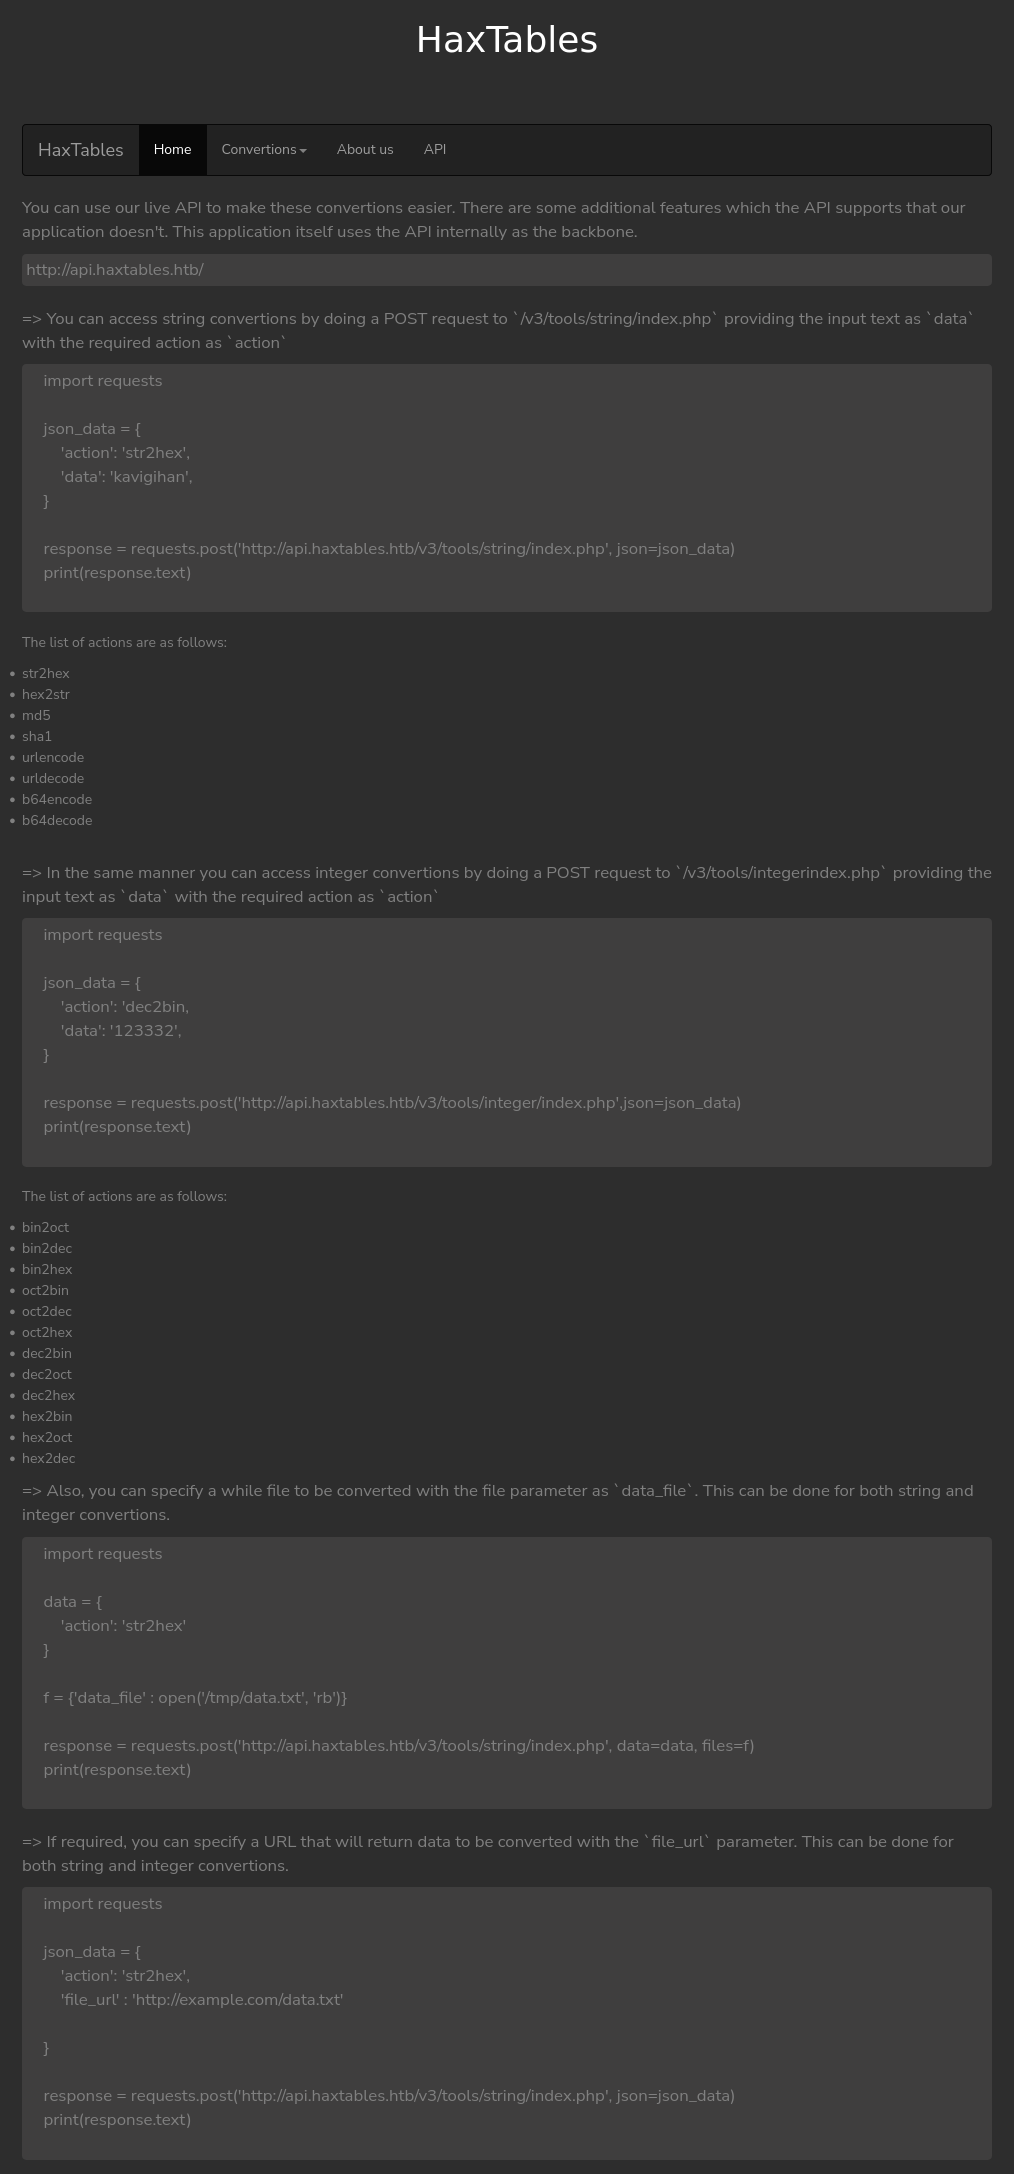 HaxTables
HaxTables Home Convertions About us API
You can use our live API to make these convertions easier. There are some additional features which the API supports that our
application doesn't. This application itself uses the API internally as the backbone.
http://api.haxtables.htb/
=> You can access string convertions by doing a POST request to `/v3/tools/string/index.php` providing the input text as `data`
with the required action as `action`
import requests
json_data = {
'action': 'str2hex',
'data': 'kavigihan',
}
response = requests.post('http://api.haxtables.htb/v3/tools/string/index.php', json=json_data)
print(response.text)
The list of actions are as follows:
• str2hex
• hex2str
• md5
• sha1
• urlencode
• urldecode
• b64encode
• b64decode
=> In the same manner you can access integer convertions by doing a POST request to `/v3/tools/integerindex.php` providing the
input text as `data` with the required action as `action`
import requests
json_data = {
'action': 'dec2bin,
'data': '123332',
}
response = requests.post('http://api.haxtables.htb/v3/tools/integer/index.php',json=json_data)
print(response.text)
The list of actions are as follows:
• bin2oct
• bin2dec
• bin2hex
• oct2bin
• oct2dec
• oct2hex
• dec2bin
• dec2oct
• dec2hex
• hex2bin
• hex2oct
• hex2dec
=> Also, you can specify a while file to be converted with the file parameter as `data_file`. This can be done for both string and
integer convertions.
import requests
data = {
'action': 'str2hex'
}
f = {'data_file' : open('/tmp/data.txt', 'rb')}
response = requests.post('http://api.haxtables.htb/v3/tools/string/index.php', data=data, files=f)
print(response.text)
=> If required, you can specify a URL that will return data to be converted with the `file_url` parameter. This can be done for
both string and integer convertions.
import requests
json_data = {
'action': 'str2hex',
'file_url' : 'http://example.com/data.txt'
}
response = requests.post('http://api.haxtables.htb/v3/tools/string/index.php', json=json_data)
print(response.text)